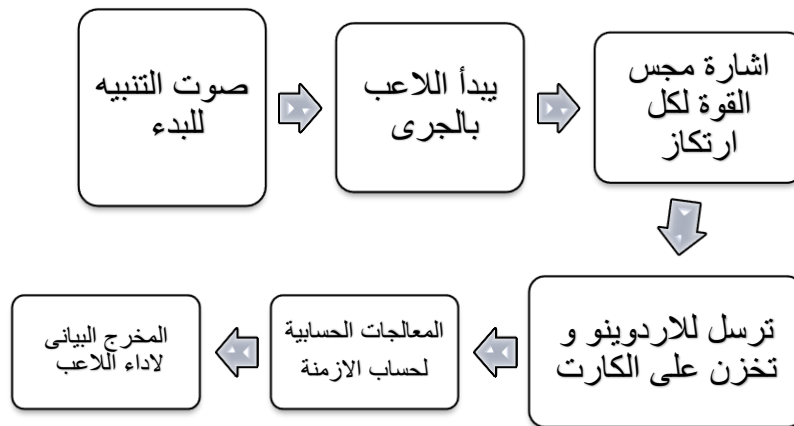 صوت التنبيه
للبدء
يبدأ اللاعب
بالجرى
اشارة مجس
القوة لكل
ارتكاز
ترسل للاردوينو و
تخزن على الكارت
المعالجات الحسابية
لحساب الازمنة
المخرج البيانى
لاداء اللاعب